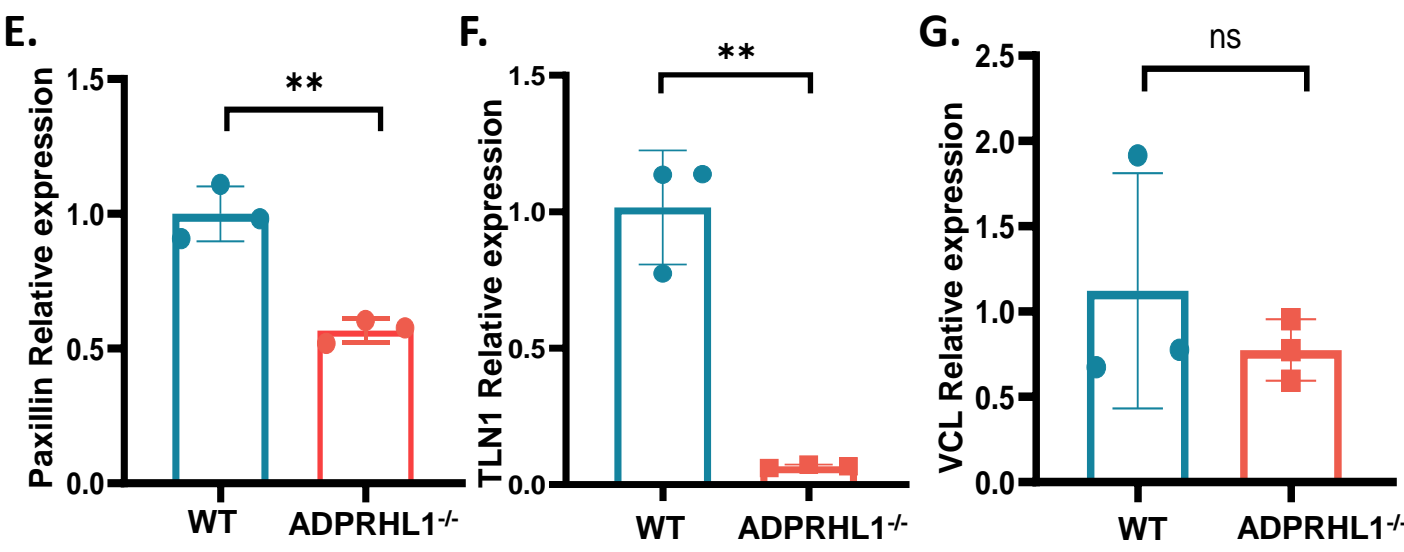 E.
Paxillin Relative expression
1.5
1.0
0.5
0.0
**
WT
ADPRHL1-/-
F.
TLN1 Relative expression
1.5
1.0
0.5
0.0
**
WT
ADPRHL1-/-
G.
VCL Relative expression
2.5
2.0
1.5
1.0
0.5
0.0
ns
WT
ADPRHL1-/-